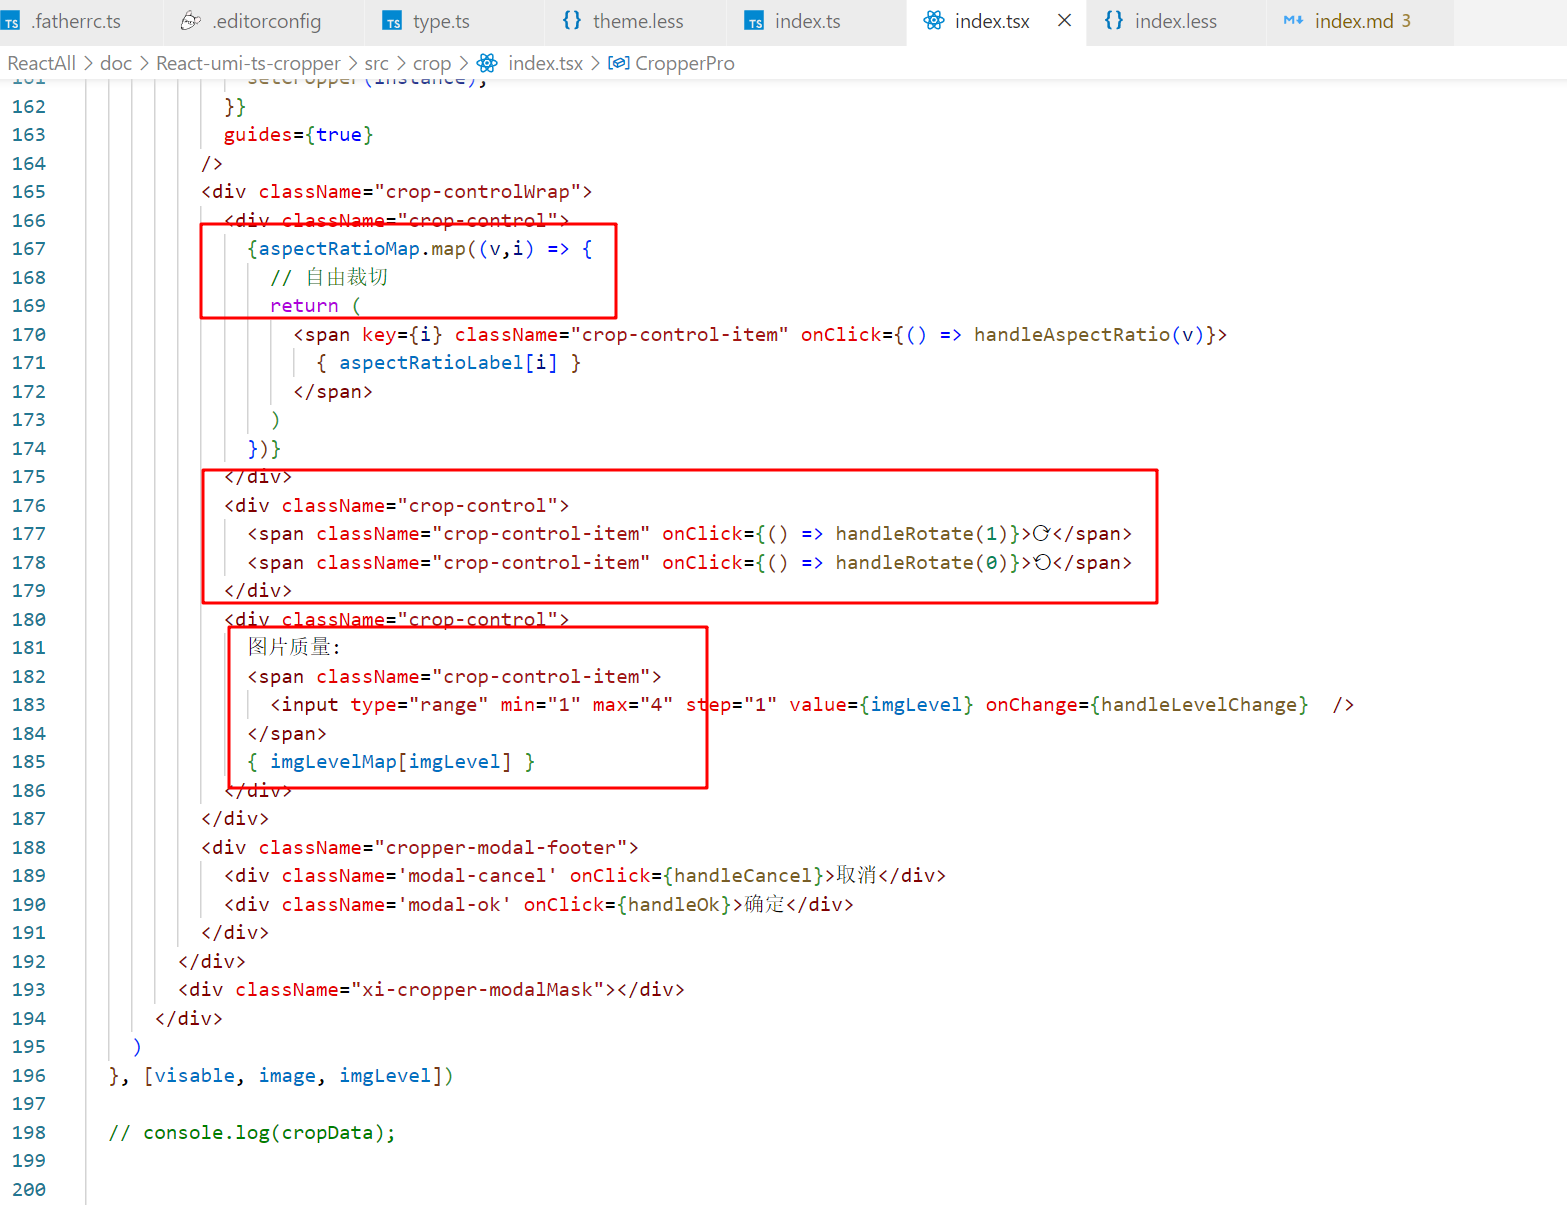 .fatherrc.ts .editorconfig type.ts theme.less index.ts index.tsx index.less index.md 3
ReactAll > doc > React-umi-ts-cropper > src > crop > index.tsx > CropperPro
161 setCropper(instance);
162 }}
163 guides={true}
164 />
165 <div className="crop-controlWrap">
166 <div className="crop-control">
167 {aspectRatioMap.map((v,i) => {
168 // 自由裁切
169 return (
170 <span key={i} className="crop-control-item" onClick={() => handleAspectRatio(v)}>
171 { aspectRatioLabel[i] }
172 </span>
173 )
174 })}
175 </div>
176 <div className="crop-control">
177 <span className="crop-control-item" onClick={() => handleRotate(1)}>⟳</span>
178 <span className="crop-control-item" onClick={() => handleRotate(0)}>⟲</span>
179 </div>
180 <div className="crop-control">
181 图片质量:
182 <span className="crop-control-item">
183 <input type="range" min="1" max="4" step="1" value={imgLevel} onChange={handleLevelChange} />
184 </span>
185 { imgLevelMap[imgLevel] }
186 </div>
187 </div>
188 <div className="cropper-modal-footer">
189 <div className='modal-cancel' onClick={handleCancel}>取消</div>
190 <div className='modal-ok' onClick={handleOk}>确定</div>
191 </div>
192 </div>
193 <div className="xi-cropper-modalMask"></div>
194 </div>
195 )
196 }, [visable, image, imgLevel])
197
198 // console.log(cropData);
199
200